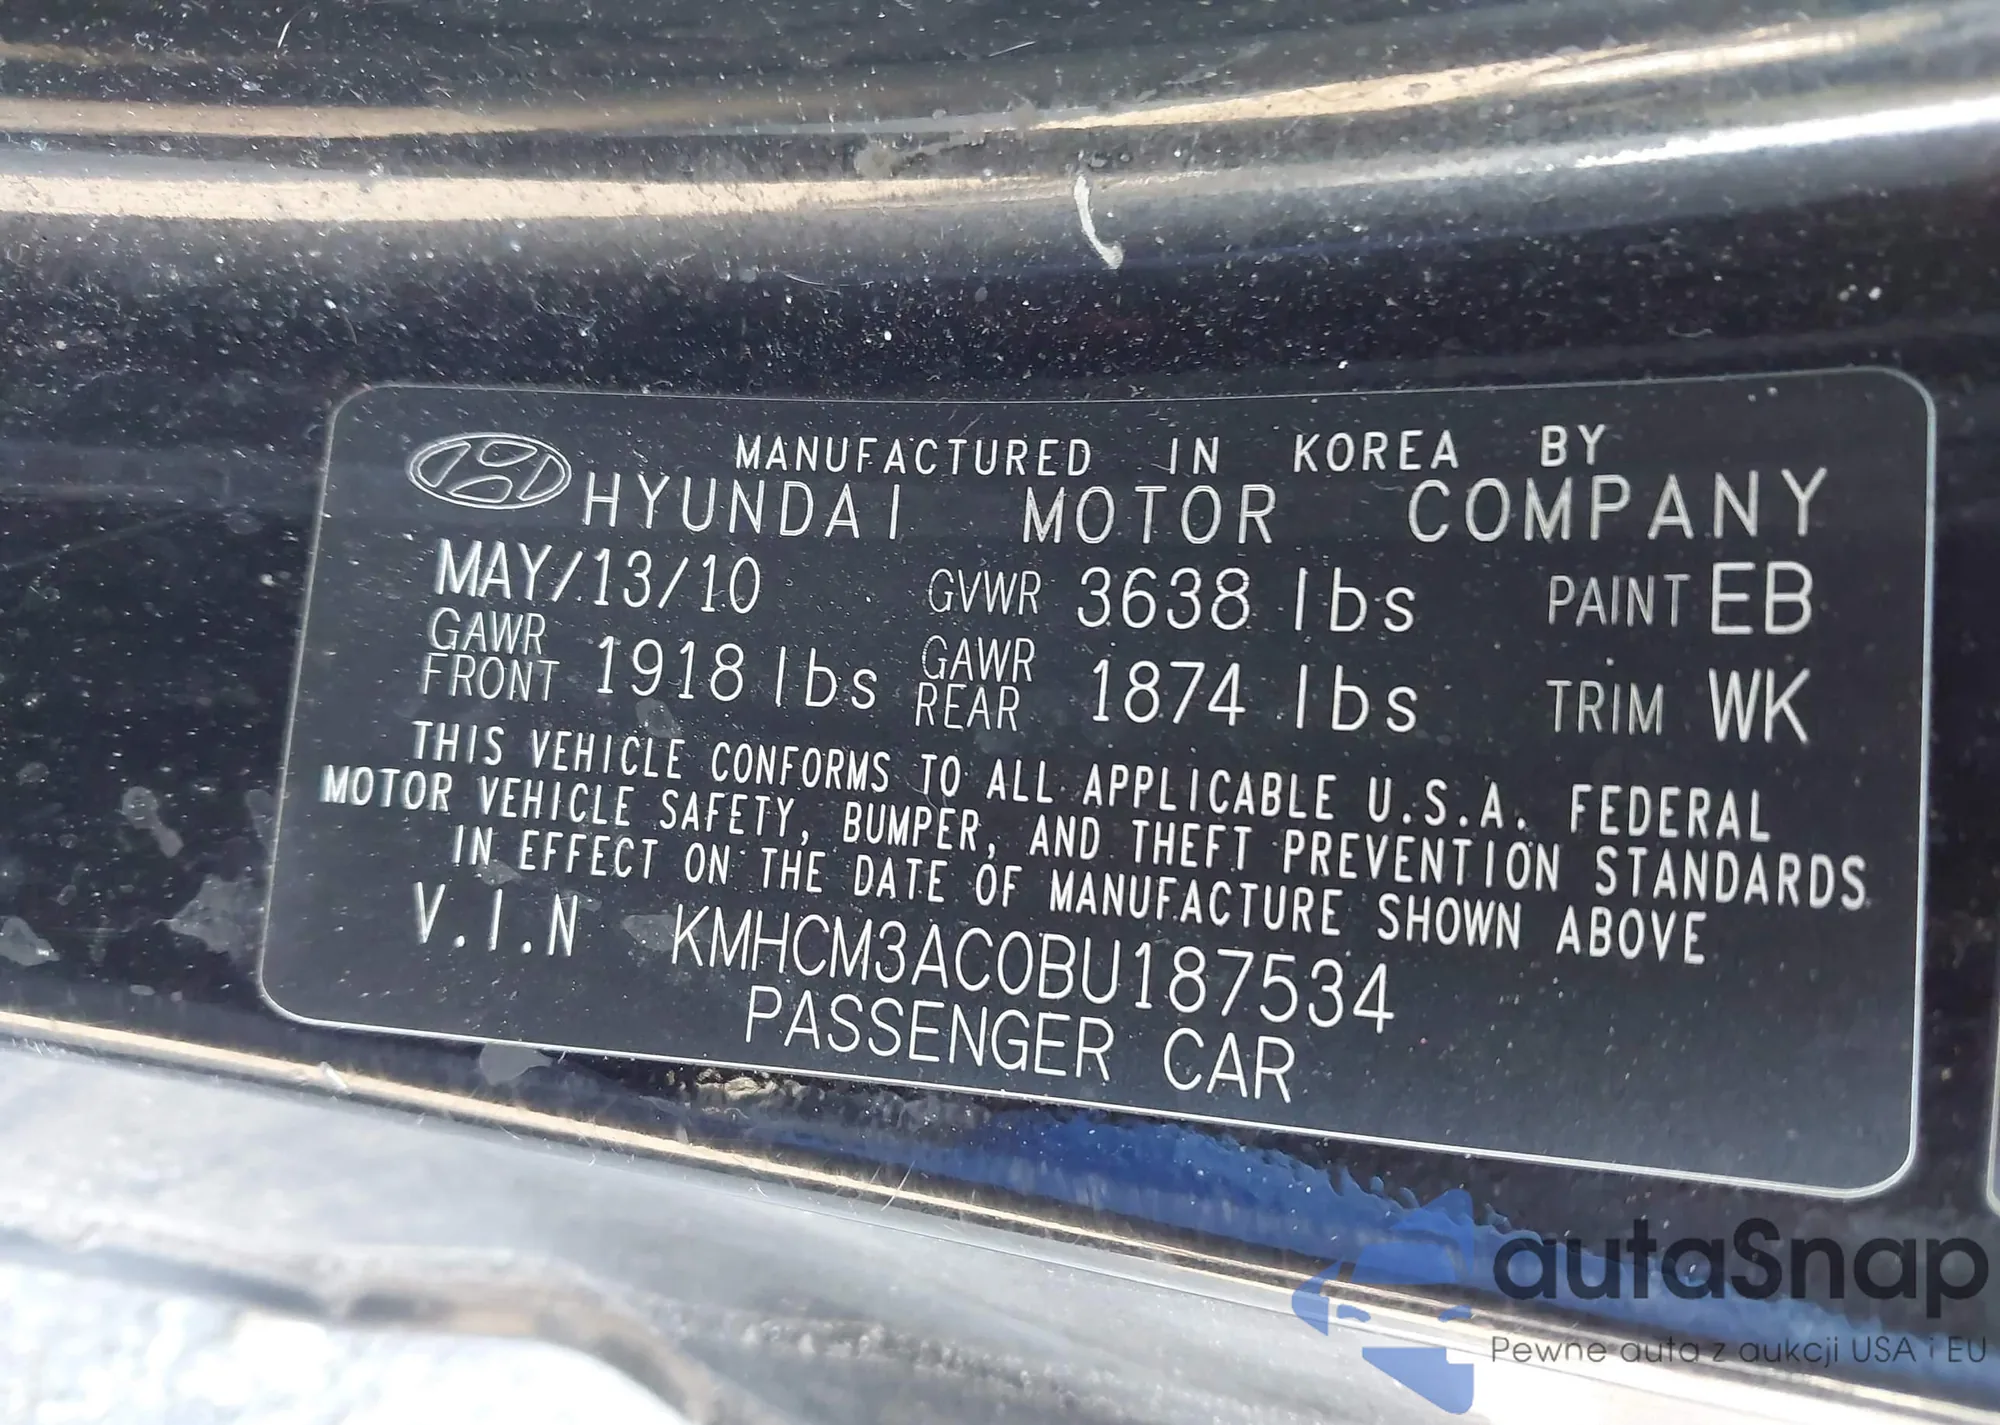 MANUFACTURED IN KOREA BY
HYUNDAI MOTOR COMPANY
MAY/13/10 GVWR 3638 lbs PAINT EB
GAWR FRONT 1918 lbs GAWR REAR 1874 lbs TRIM WK
THIS VEHICLE CONFORMS TO ALL APPLICABLE U.S.A. FEDERAL
MOTOR VEHICLE SAFETY, BUMPER, AND THEFT PREVENTION STANDARDS
IN EFFECT ON THE DATE OF MANUFACTURE SHOWN ABOVE
V.I.N KMHCM3AC0BU187534
PASSENGER CAR
autaSnap
Pewne auta z aukcji USA i EU